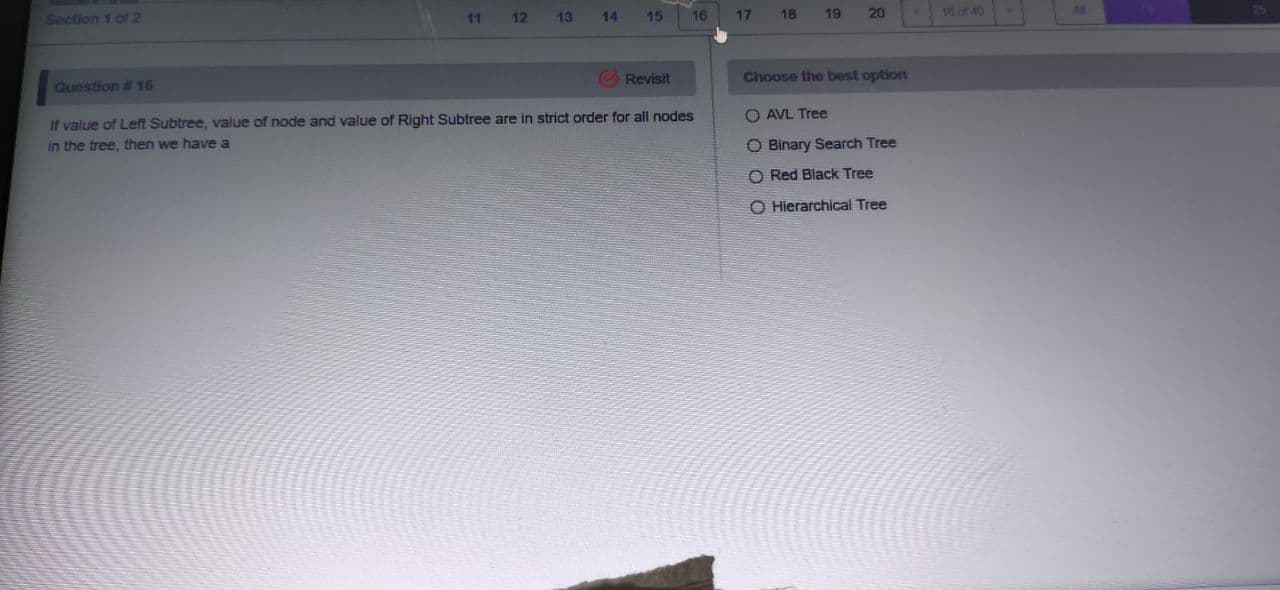 Section 1 of 2
11 12 13 14 15 16 17 18 19 20 16 of 40 All
25
Question # 16
Revisit
If value of Left Subtree, value of node and value of Right Subtree are in strict order for all nodes
in the tree, then we have a
Choose the best option
AVL Tree
Binary Search Tree
Red Black Tree
Hierarchical Tree